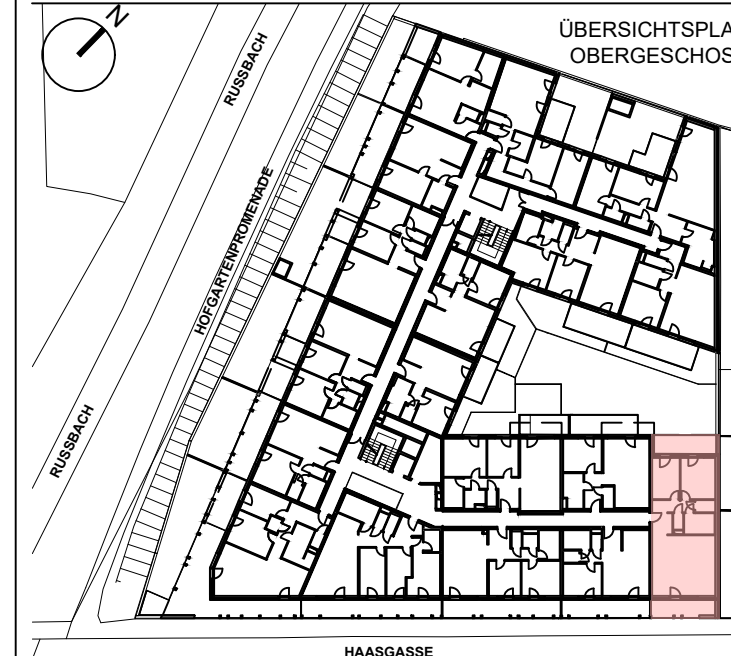 N
ÜBERSICHTSPLA
OBERGESCHOS
RUSSBACH
HOFGARTENPROMENADE
RUSSBACH
HAASGASSE